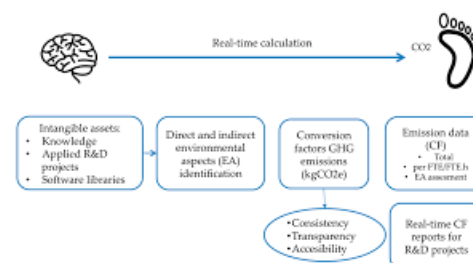 Real-time calculation
CO2
Intangible assets:
• Knowledge
• Applied R&D
projects
• Software libraries
Direct and indirect
environmental
aspects (EA)
identification
Conversion
factors GHG
emissions
(kgCO2e)
Emission data
(CF)
• Total
• per FTE/FTE.h
• EA assesment
•Consistency
•Transparency
•Accesibility
Real-time CF
reports for
R&D projects